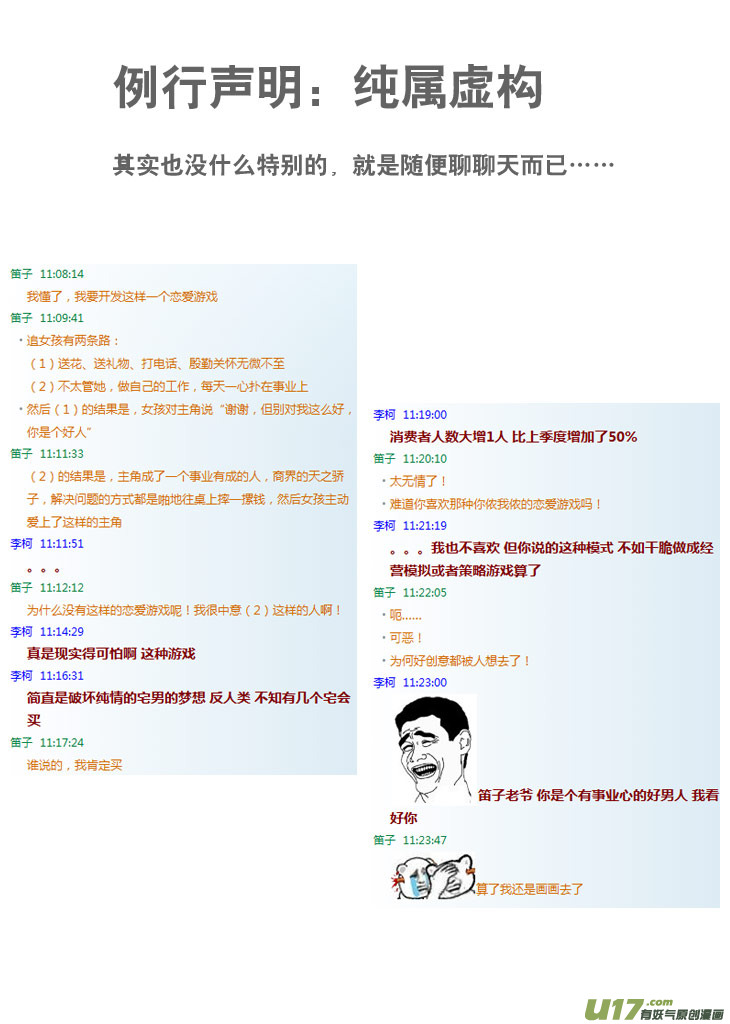 例行声明：纯属虚构
其实也没什么特别的，就是随便聊聊天而已……
笛子 11:08:14
我懂了，我要开发这样一个恋爱游戏
笛子 11:09:41
• 追女孩有两条路：
（1）送花、送礼物、打电话、殷勤关怀无微不至
（2）不太管她，做自己的工作，每天一心扑在事业上
• 然后（1）的结果是，女孩对主角说“谢谢，但别对我这么好，
你是个好人”
笛子 11:11:33
（2）的结果是，主角成了一个事业有成的人，商界的天之骄
子，解决问题的方式都是啪地往桌上摔一摞钱，然后女孩主动
爱上了这样的主角
李柯 11:11:51
。。。
笛子 11:12:12
为什么没有这样的恋爱游戏呢！我很中意（2）这样的人啊！
李柯 11:14:29
真是现实得可怕啊 这种游戏
李柯 11:16:31
简直是破坏纯情的宅男的梦想 反人类 不知有几个宅会
买
笛子 11:17:24
谁说的，我肯定买
李柯 11:19:00
消费者人数大增1人 比上季度增加了50%
笛子 11:20:10
• 太无情了！
• 难道你喜欢那种你侬我侬的恋爱游戏吗！
李柯 11:21:19
。。。我也不喜欢 但你说的这种模式 不如干脆做成经
营模拟或者策略游戏算了
笛子 11:22:05
• 呃……
• 可恶！
• 为何好创意都被人想去了！
李柯 11:23:00
笛子老爷 你是个有事业心的好男人 我看
好你
笛子 11:23:47
算了我还是画画去了
U17.com
有妖气原创漫画